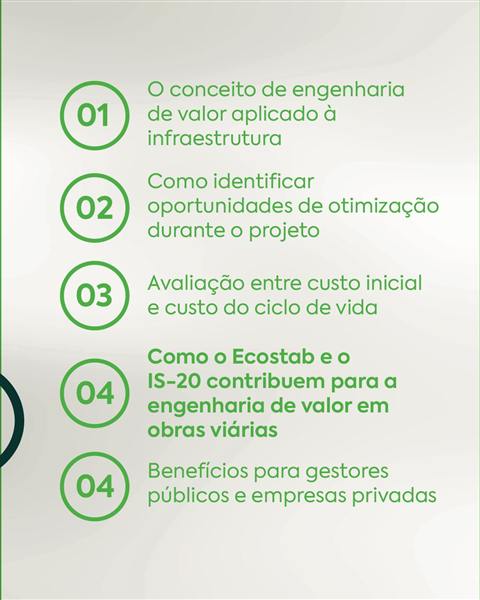 01
O conceito de engenharia
de valor aplicado à
infraestrutura
02
Como identificar
oportunidades de otimização
durante o projeto
03
Avaliação entre custo inicial
e custo do ciclo de vida
04
Como o Ecostab e o
IS-20 contribuem para a
engenharia de valor em
obras viárias
04
Benefícios para gestores
públicos e empresas privadas